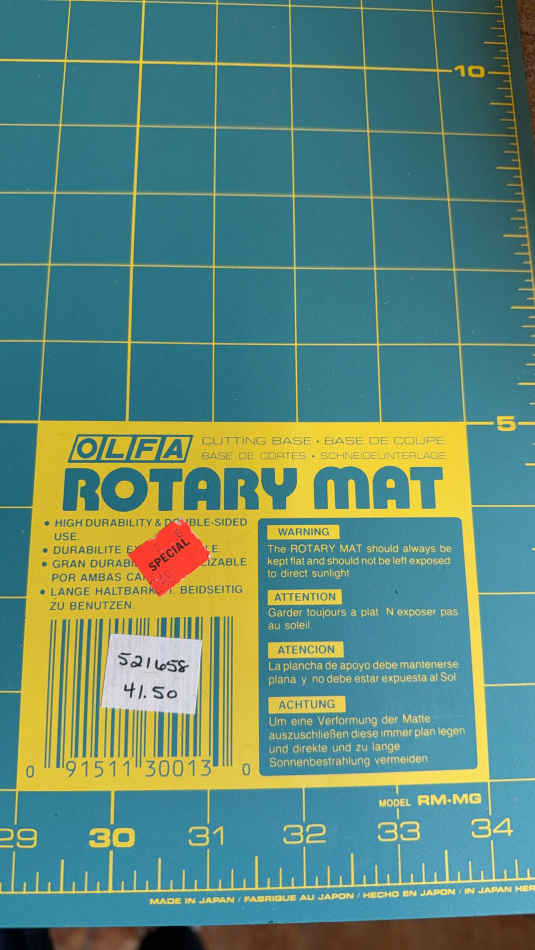 10
5
OLFA
CUTTING BASE • BASE DE COUPE
BASE DE CORTES • SCHNEIDEUNTERLAGE
ROTARY MAT
• HIGH DURABILITY & DOUBLE-SIDED
USE.
• DURABILITE
• GRAN
POR AMBAS
• LANGE BEIDSEITIG
ZU BENUTZEN.
SPECIAL
521658
41.50
0 91511 30013 0
WARNING
The ROTARY MAT should always be
kept flat and should not be left exposed
to direct sunlight
ATTENTION
Garder toujours a plat N exposer pas
au soleil.
ATENCION
La plancha de apoyo debe mantenerse
plana y no debe estar expuesta al Sol
ACHTUNG
Um eine Verformung der Matte
auszuschließen diese immer plan legen
und direkte und zu lange
Sonnenbestrahlung vermeiden
MODEL RM-MG
29 30 31 32 33 34
MADE IN JAPAN / FABRIQUE AU JAPON / HECHO EN JAPON / IN JAPAN HER